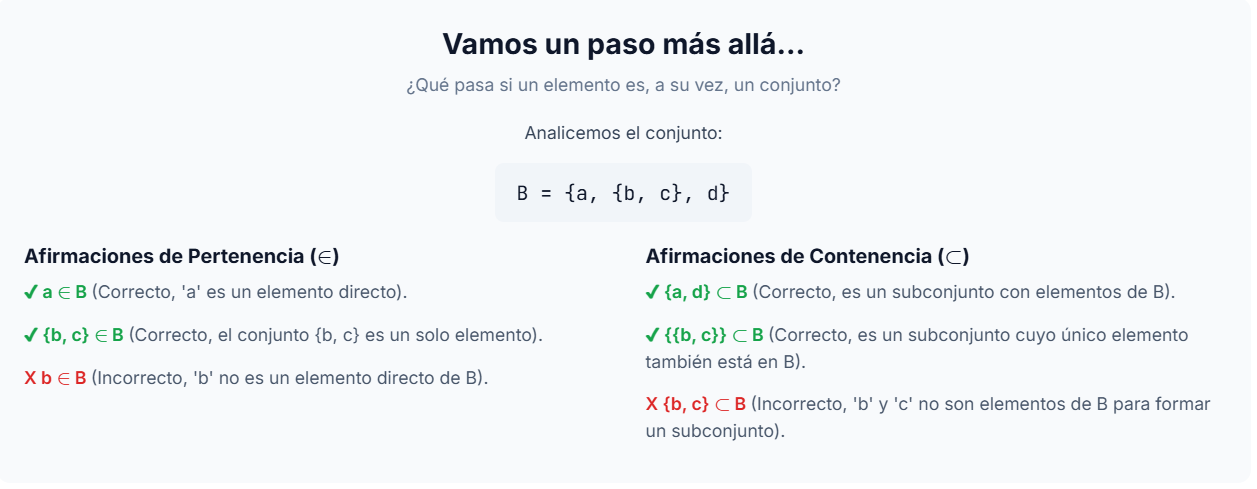 Vamos un paso más allá...
¿Qué pasa si un elemento es, a su vez, un conjunto?
Analicemos el conjunto:
B = {a, {b, c}, d}
Afirmaciones de Pertenencia (∈)
✓ a ∈ B (Correcto, 'a' es un elemento directo).
✓ {b, c} ∈ B (Correcto, el conjunto {b, c} es un solo elemento).
X b ∈ B (Incorrecto, 'b' no es un elemento directo de B).
Afirmaciones de Contenencia (⊂)
✓ {a, d} ⊂ B (Correcto, es un subconjunto con elementos de B).
✓ {{b, c}} ⊂ B (Correcto, es un subconjunto cuyo único elemento
también está en B).
X {b, c} ⊂ B (Incorrecto, 'b' y 'c' no son elementos de B para formar
un subconjunto).